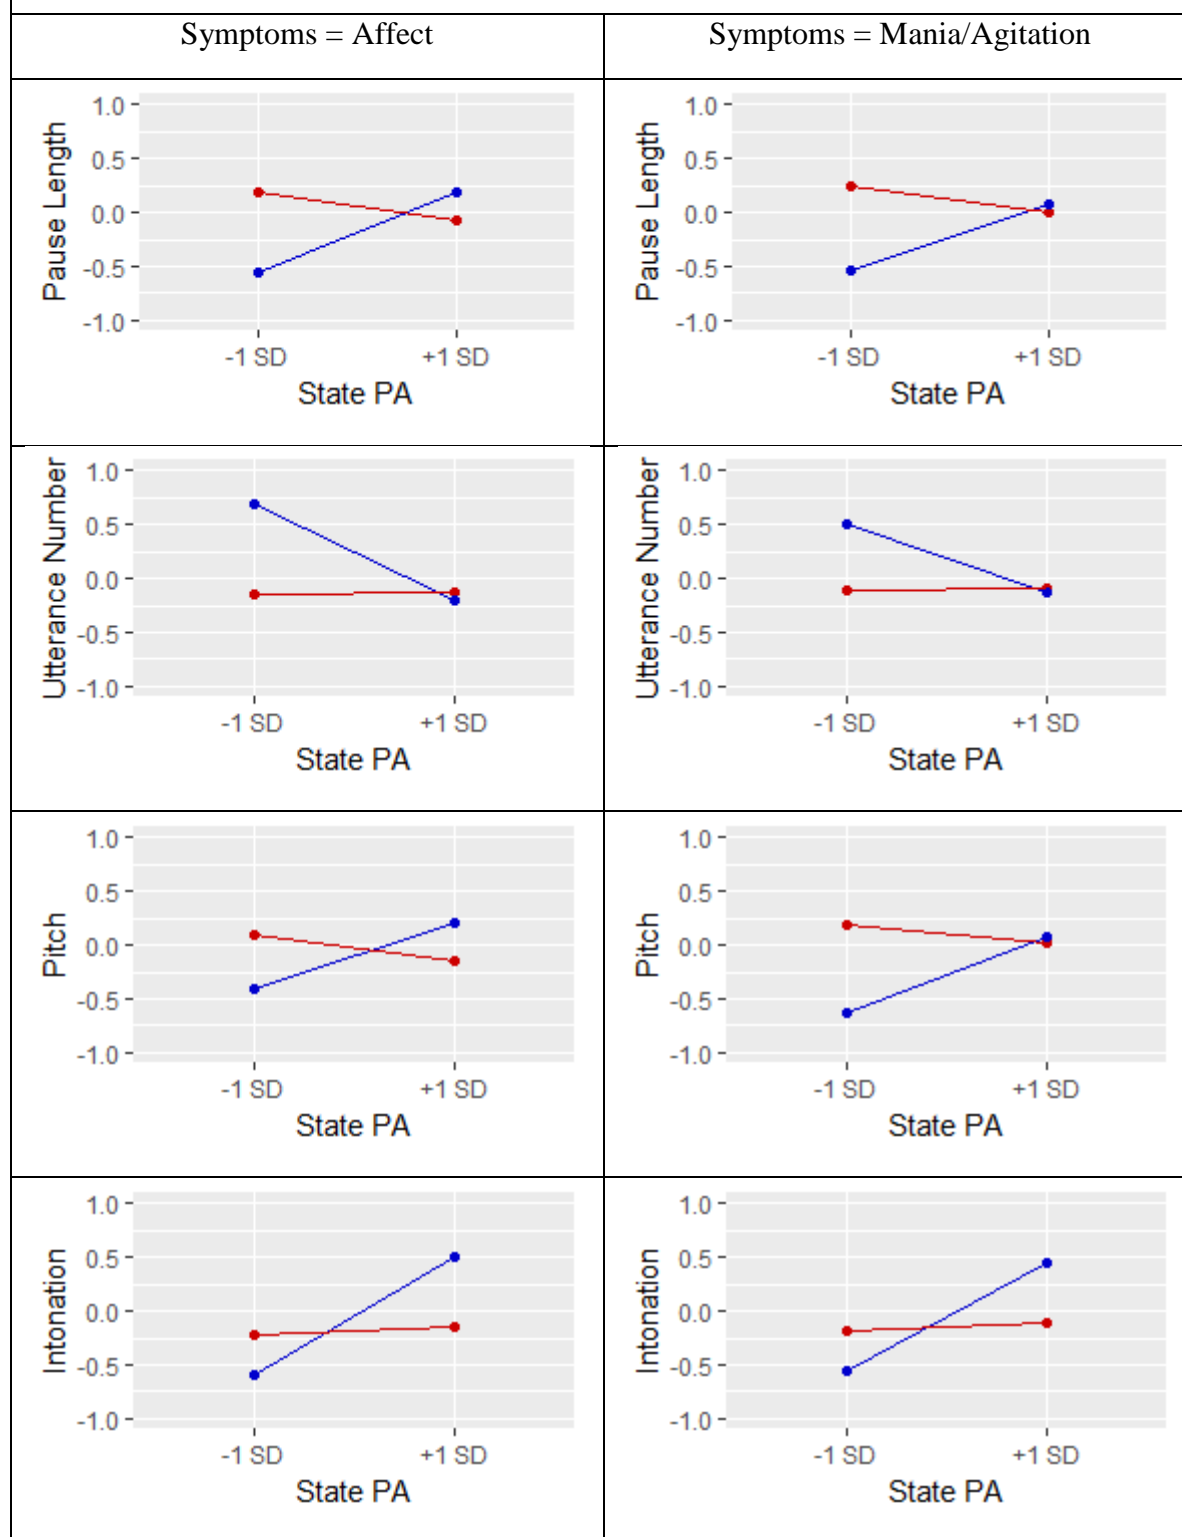 Symptoms = Affect
Symptoms = Mania/Agitation
Pause Length
1.0
0.5
0.0
-0.5
-1.0
-1 SD +1 SD
State PA
Pause Length
1.0
0.5
0.0
-0.5
-1.0
-1 SD +1 SD
State PA
Utterance Number
1.0
0.5
0.0
-0.5
-1.0
-1 SD +1 SD
State PA
Utterance Number
1.0
0.5
0.0
-0.5
-1.0
-1 SD +1 SD
State PA
Pitch
1.0
0.5
0.0
-0.5
-1.0
-1 SD +1 SD
State PA
Pitch
1.0
0.5
0.0
-0.5
-1.0
-1 SD +1 SD
State PA
Intonation
1.0
0.5
0.0
-0.5
-1.0
-1 SD +1 SD
State PA
Intonation
1.0
0.5
0.0
-0.5
-1.0
-1 SD +1 SD
State PA